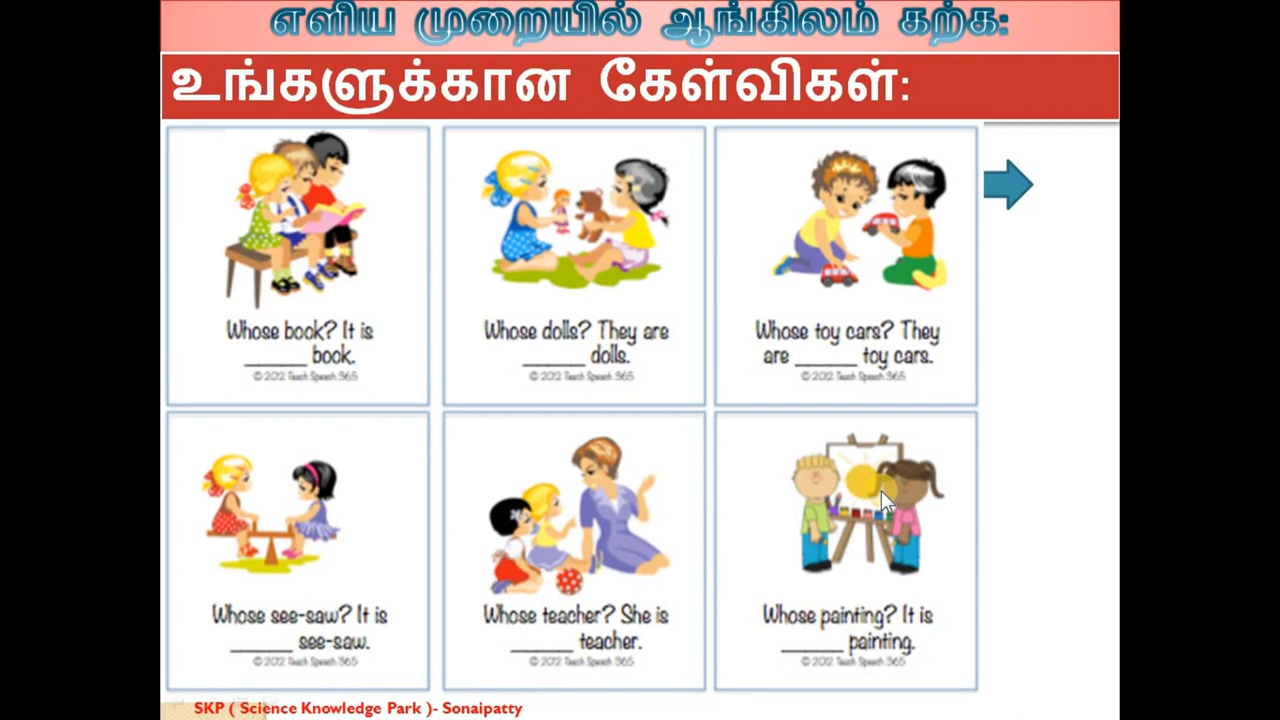 எளிய முறையில் ஆங்கிலம் கற்க:
உங்களுக்கான கேள்விகள்:
Whose book? It is
______ book.
© 2012 Teach Speech 365
Whose dolls? They are
______ dolls.
© 2012 Teach Speech 365
Whose toy cars? They
are ______ toy cars.
© 2012 Teach Speech 365
Whose see-saw? It is
______ see-saw.
© 2012 Teach Speech 365
Whose teacher? She is
______ teacher.
© 2012 Teach Speech 365
Whose painting? It is
______ painting.
© 2012 Teach Speech 365
SKP ( Science Knowledge Park )- Sonaipatty